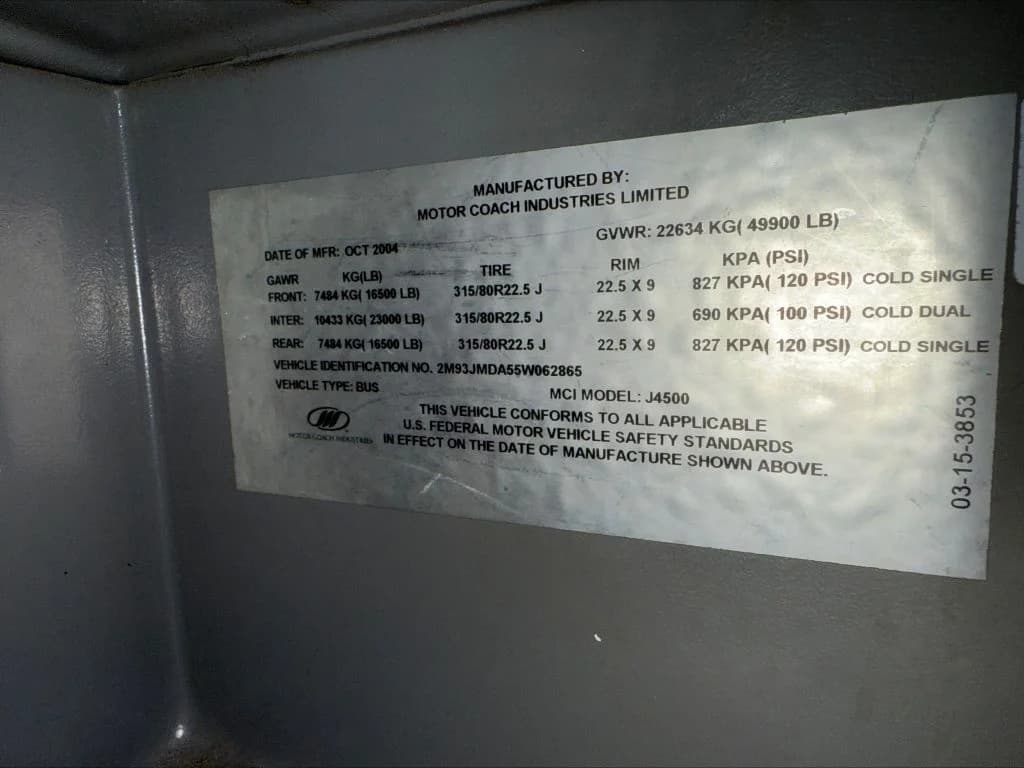 MANUFACTURED BY:
MOTOR COACH INDUSTRIES LIMITED
DATE OF MFR: OCT 2004 GVWR: 22634 KG( 49900 LB)
GAWR KG(LB) TIRE RIM KPA (PSI)
FRONT: 7484 KG( 16500 LB) 315/80R22.5 J 22.5 X 9 827 KPA( 120 PSI) COLD SINGLE
INTER: 10433 KG( 23000 LB) 315/80R22.5 J 22.5 X 9 690 KPA( 100 PSI) COLD DUAL
REAR: 7484 KG( 16500 LB) 315/80R22.5 J 22.5 X 9 827 KPA( 120 PSI) COLD SINGLE
VEHICLE IDENTIFICATION NO. 2M93JMDA55W062865
VEHICLE TYPE: BUS MCI MODEL: J4500
THIS VEHICLE CONFORMS TO ALL APPLICABLE
U.S. FEDERAL MOTOR VEHICLE SAFETY STANDARDS
IN EFFECT ON THE DATE OF MANUFACTURE SHOWN ABOVE.
MOTOR COACH INDUSTRIES
03-15-3853